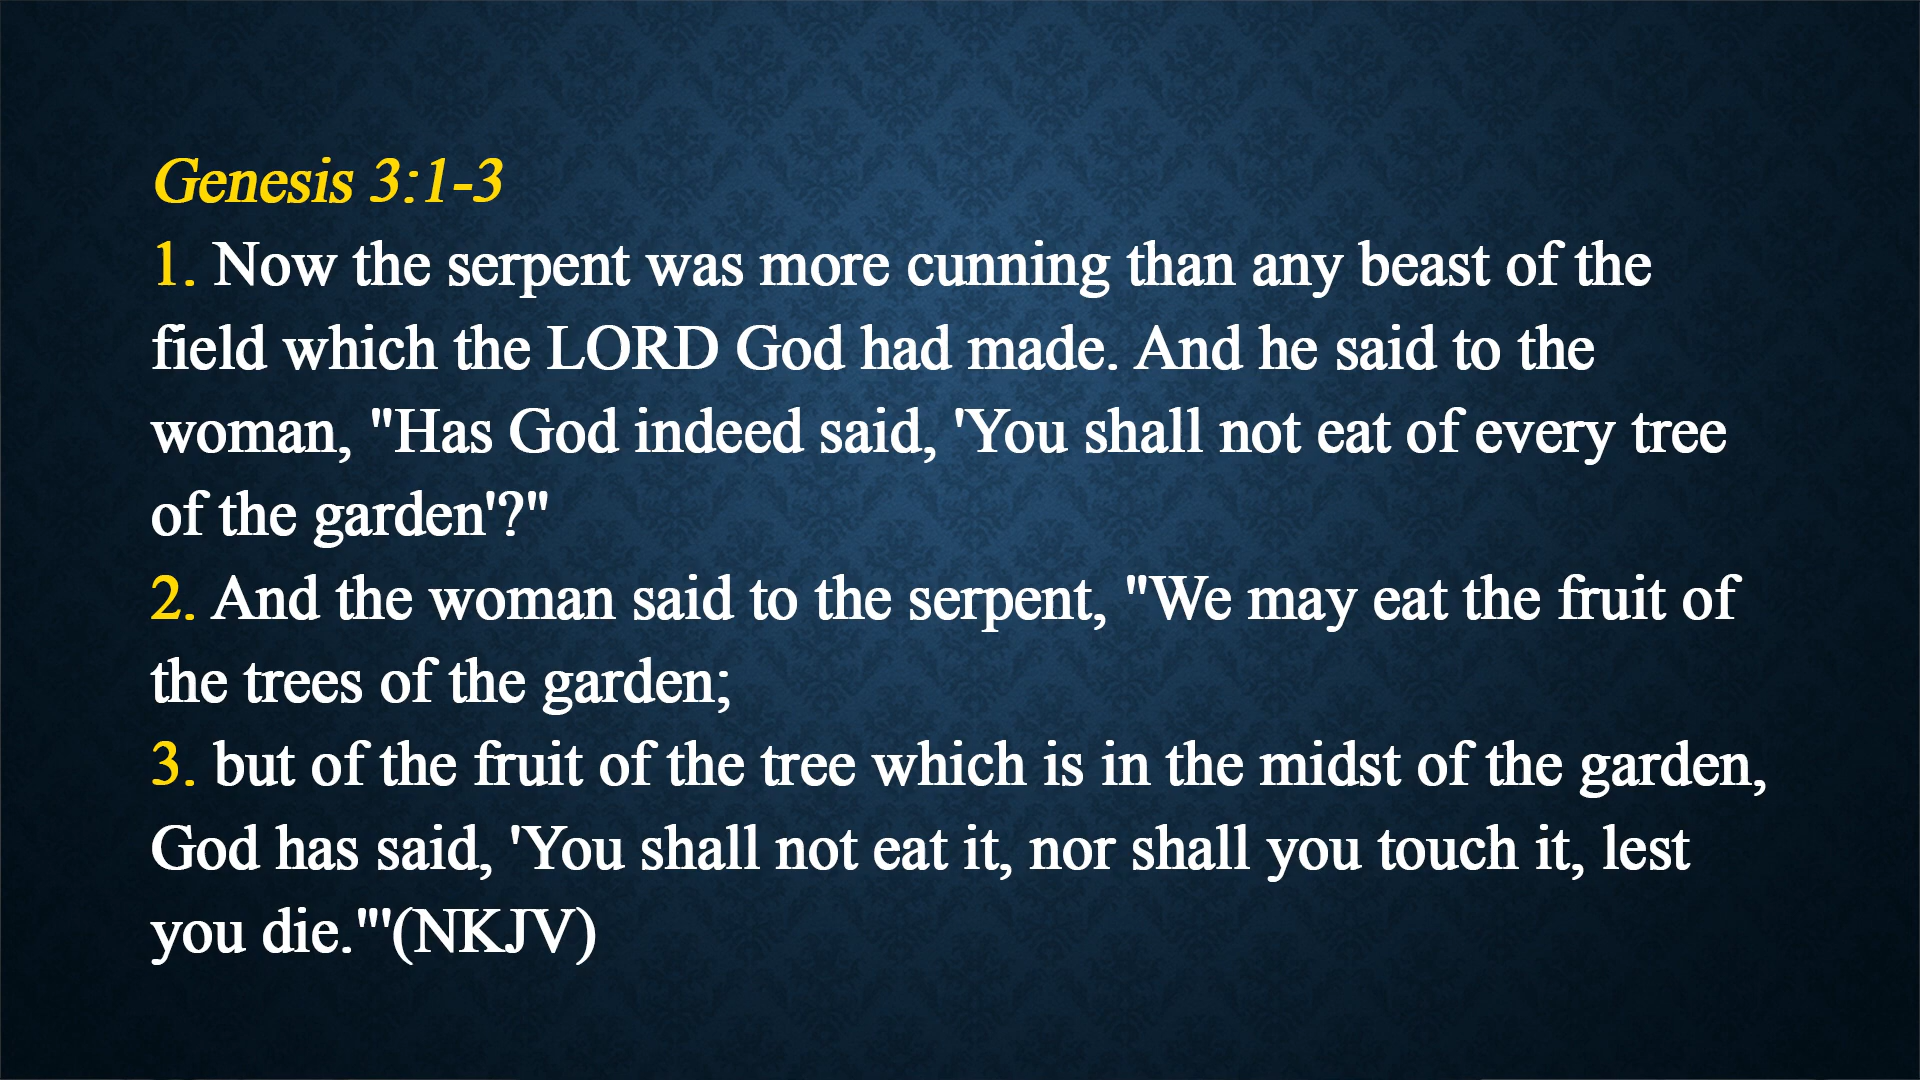 Genesis 3:1-3
1. Now the serpent was more cunning than any beast of the
field which the LORD God had made. And he said to the
woman, "Has God indeed said, 'You shall not eat of every tree
of the garden'?"
2. And the woman said to the serpent, "We may eat the fruit of
the trees of the garden;
3. but of the fruit of the tree which is in the midst of the garden,
God has said, 'You shall not eat it, nor shall you touch it, lest
you die."'(NKJV)